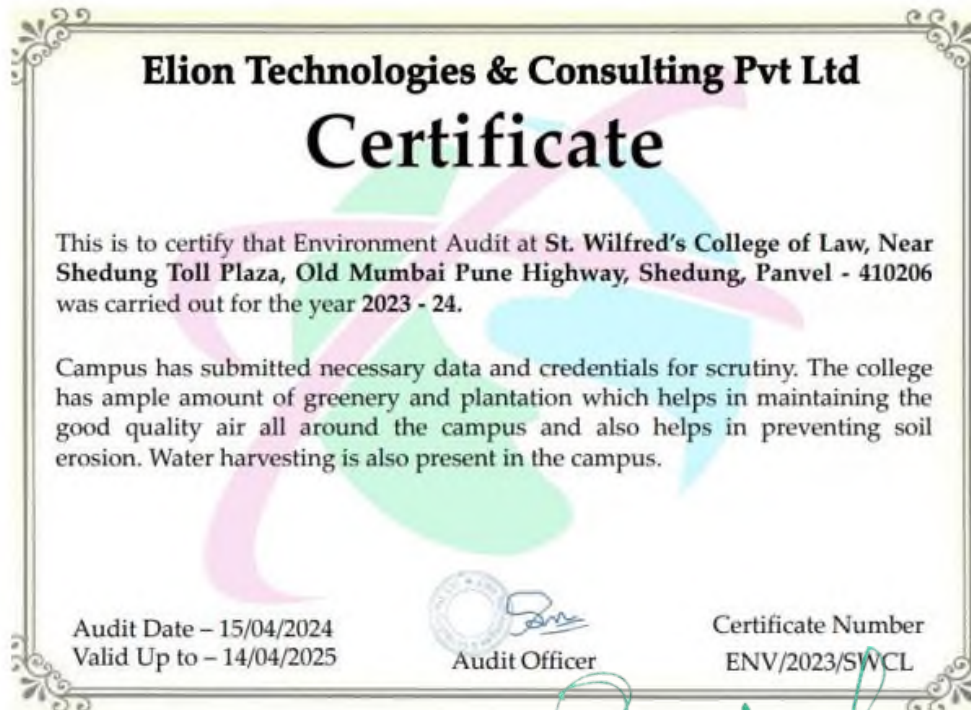 Elion Technologies & Consulting Pvt Ltd
Certificate
This is to certify that Environment Audit at St. Wilfred's College of Law, Near
Shedung Toll Plaza, Old Mumbai Pune Highway, Shedung, Panvel - 410206
was carried out for the year 2023 - 24.
Campus has submitted necessary data and credentials for scrutiny. The college
has ample amount of greenery and plantation which helps in maintaining the
good quality air all around the campus and also helps in preventing soil
erosion. Water harvesting is also present in the campus.
Audit Date – 15/04/2024
Valid Up to – 14/04/2025
Audit Officer
Certificate Number
ENV/2023/SWCL